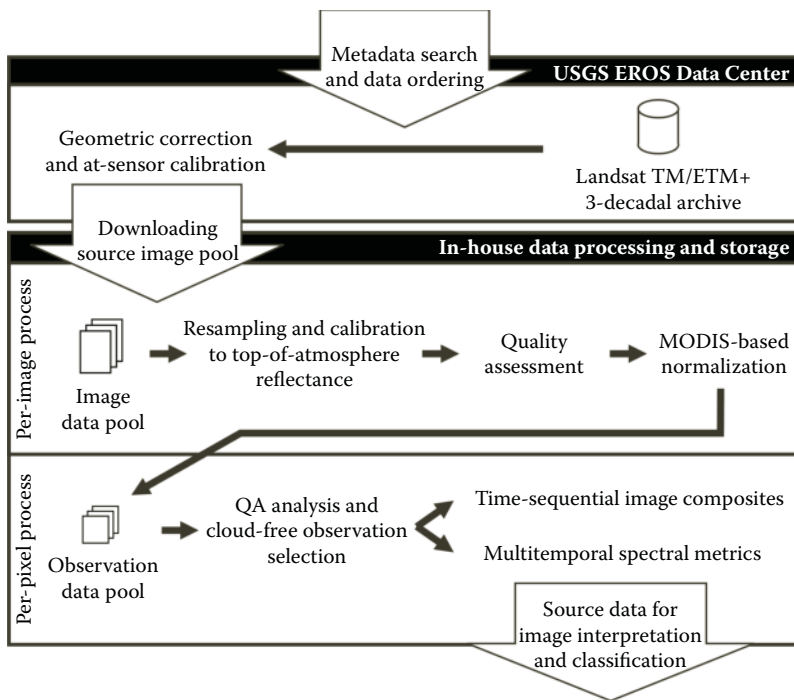 Metadata search
and data ordering
USGS EROS Data Center
Geometric correction
and at-sensor calibration
Landsat TM/ETM+
3-decadal archive
Downloading
source image pool
In-house data processing and storage
Per-image process
Image
data pool
Resampling and calibration
to top-of-atmosphere
reflectance
Quality
assessment
MODIS-based
normalization
Per-pixel process
Observation
data pool
QA analysis and
cloud-free observation
selection
Time-sequential image composites
Multitemporal spectral metrics
Source data for
image interpretation
and classification